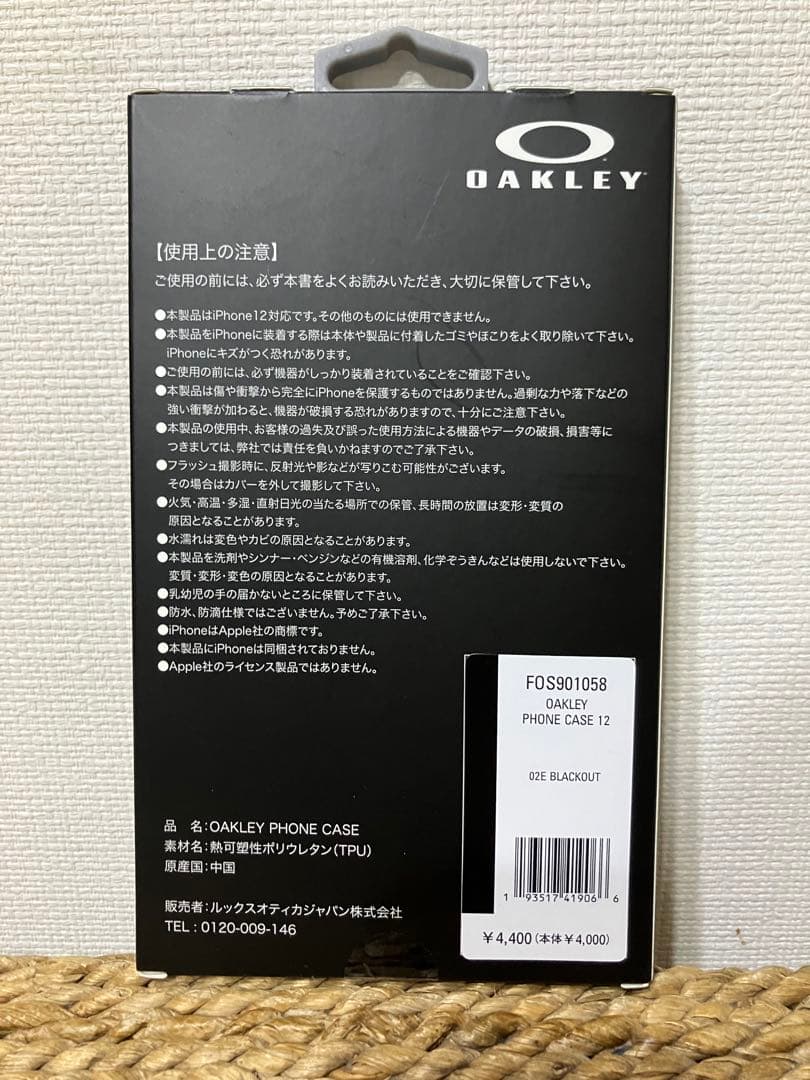 OAKLEY
【使用上の注意】
ご使用の前には、必ず本書をよくお読みいただき、大切に保管して下さい。
●本製品はiPhone12対応です。その他のものには使用できません。
●本製品をiPhoneに装着する際は本体や製品に付着したゴミやほこりをよく取り除いて下さい。
iPhoneにキズがつく恐れがあります。
●ご使用の前には、必ず機器がしっかり装着されていることをご確認下さい。
●本製品は傷や衝撃から完全にiPhoneを保護するものではありません。過剰な力や落下などの
強い衝撃が加わると、機器が破損する恐れがありますので、十分にご注意下さい。
●本製品の使用中、お客様の過失及び誤った使用方法による機器やデータの破損、損害等に
つきましては、弊社では責任を負いかねますのでご了承下さい。
●フラッシュ撮影時に、反射光や影などが写りこむ可能性がございます。
その場合はカバーを外して撮影して下さい。
●火気・高温・多湿・直射日光の当たる場所での保管、長時間の放置は変形・変質の
原因となることがあります。
●水濡れは変色やカビの原因となることがあります。
●本製品を洗剤やシンナー・ベンジンなどの有機溶剤、化学ぞうきんなどは使用しないで下さい。
変質・変形・変色の原因となることがあります。
●乳幼児の手の届かないところに保管して下さい。
●防水、防滴仕様ではございません。予めご了承下さい。
●iPhoneはApple社の商標です。
●本製品にiPhoneは同梱されておりません。
●Apple社のライセンス製品ではありません。
FOS901058
OAKLEY
PHONE CASE 12
02E BLACKOUT
1 93517 41906 6
￥4,400(本体￥4,000)
品 名:OAKLEY PHONE CASE
素材名:熱可塑性ポリウレタン(TPU)
原産国:中国
販売者:ルックスオティカジャパン株式会社
TEL : 0120-009-146